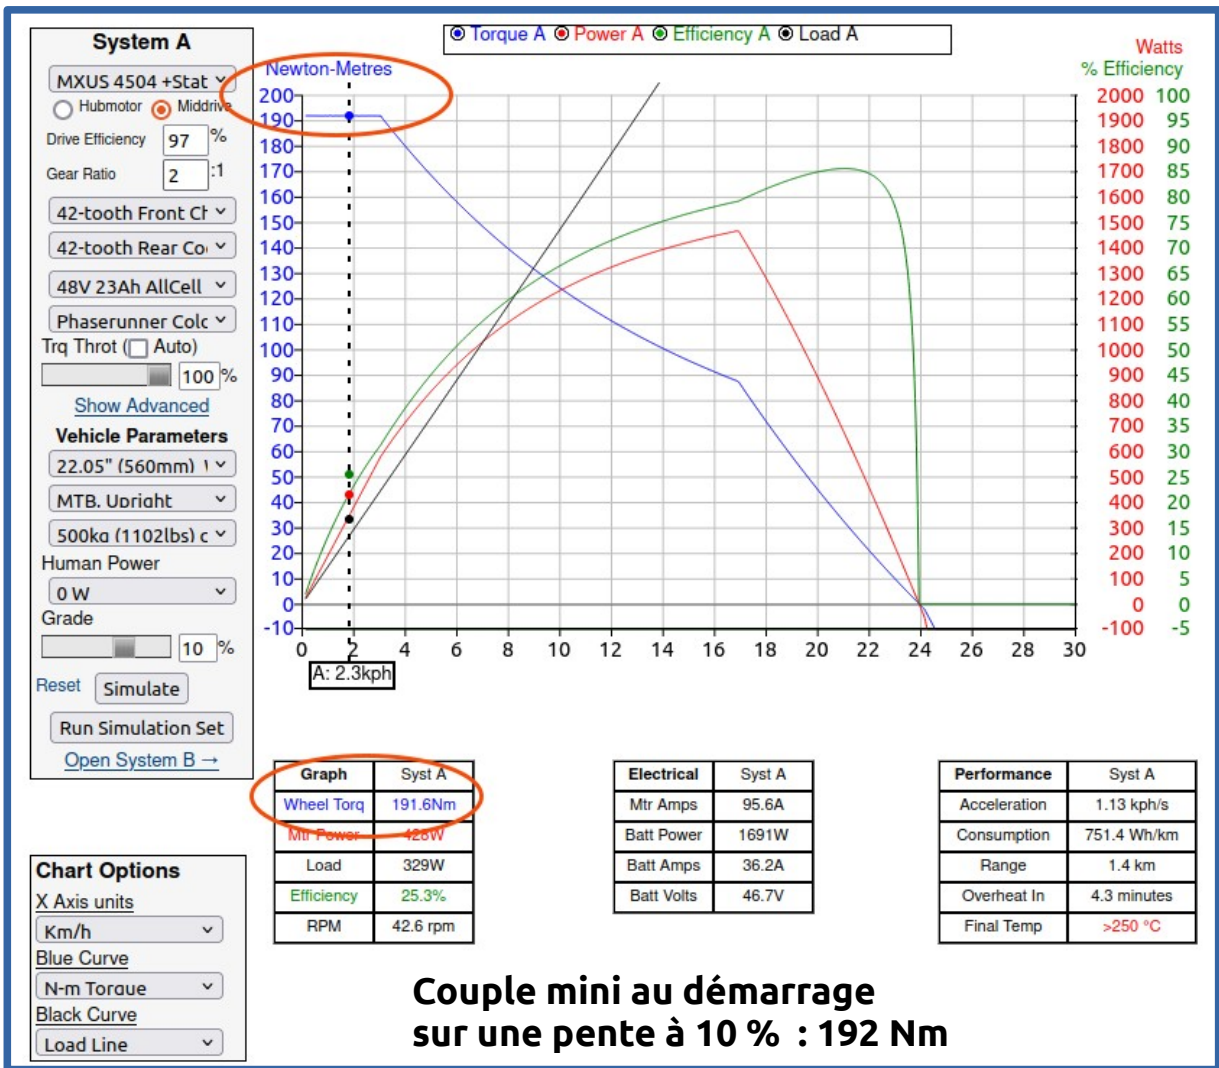 System A
MXUS 4504 +Stat
Hubmotor Middrive
Drive Efficiency 97 %
Gear Ratio 2 :1
42-tooth Front Ch
42-tooth Rear Co
48V 23Ah AllCell
Phaserunner Colc
Trq Throt ( Auto)
100 %
Show Advanced
Vehicle Parameters
22.05" (560mm)
MTB, Upright
500kg (1102lbs) c
Human Power
0 W
Grade
10 %
Reset Simulate
Run Simulation Set
Open System B →
Torque A Power A Efficiency A Load A
Newton-Metres
Watts
% Efficiency
200 2000 100
190 1900 95
180 1800 90
170 1700 85
160 1600 80
150 1500 75
140 1400 70
130 1300 65
120 1200 60
110 1100 55
100 1000 50
90 900 45
80 800 40
70 700 35
60 600 30
50 500 25
40 400 20
30 300 15
20 200 10
10 100 5
0 0 0
-10 -100 -5
0 2 4 6 8 10 12 14 16 18 20 22 24 26 28 30
A: 2.3kph
Graph Syst A
Wheel Torq 191.6Nm
Mtr Power 428W
Load 329W
Efficiency 25.3%
RPM 42.6 rpm
Electrical Syst A
Mtr Amps 95.6A
Batt Power 1691W
Batt Amps 36.2A
Batt Volts 46.7V
Performance Syst A
Acceleration 1.13 kph/s
Consumption 751.4 Wh/km
Range 1.4 km
Overheat In 4.3 minutes
Final Temp >250 °C
Chart Options
X Axis units
Km/h
Blue Curve
N-m Torque
Black Curve
Load Line
Couple mini au démarrage
sur une pente à 10 % : 192 Nm